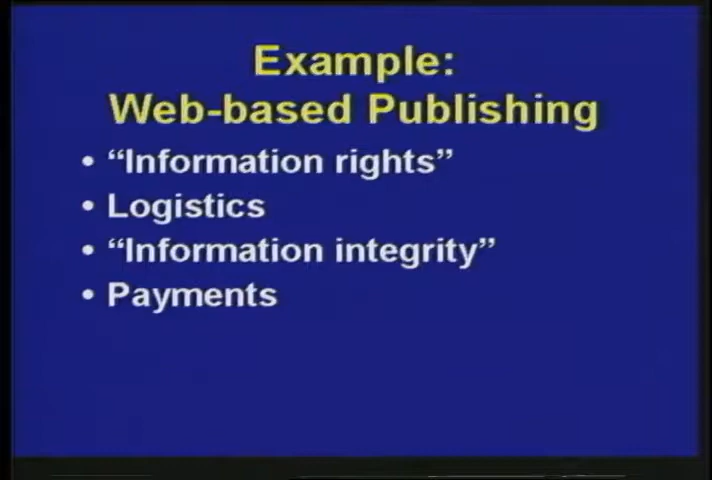 Example:
Web-based Publishing
• “Information rights”
• Logistics
• “Information integrity”
• Payments